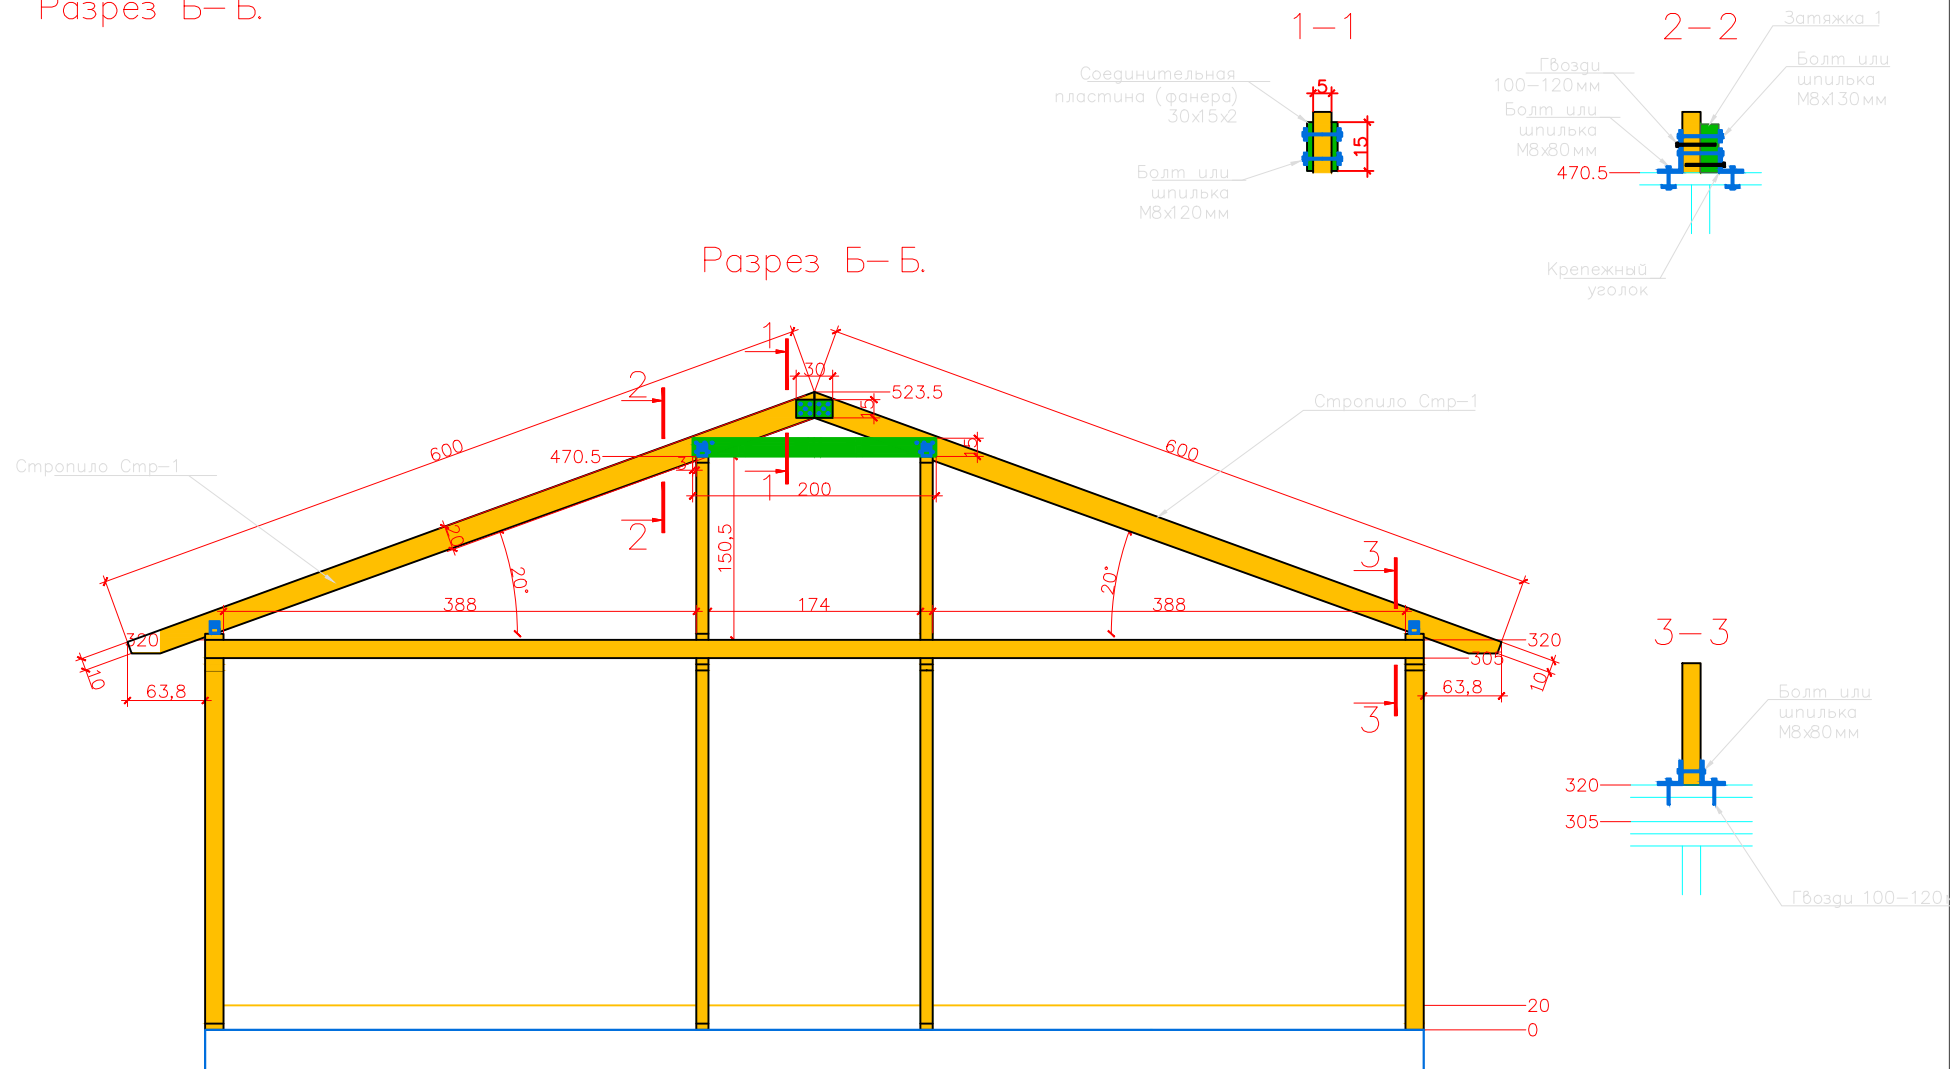 Разрез Б-Б.
1-1
2-2
Затяжка 1
Соединительная
пластина (фанера)
30х15х2
5
15
Болт или
шпилька
М8х120мм
Гвозди
100-120мм
Болт или
шпилька
М8х80мм
Болт или
шпилька
М8х130мм
470.5
Крепежный
уголок
Разрез Б-Б.
1
30
523.5
15
2
600
600
Стропило Стр-1
Стропило Стр-1
470.5
3
15
1
200
20
2
150,5
20°
20°
3
388
174
388
320
320
305
10
10
63,8
63,8
3
3-3
Болт или
шпилька
М8х80мм
320
305
Гвозди 100-120
20
0